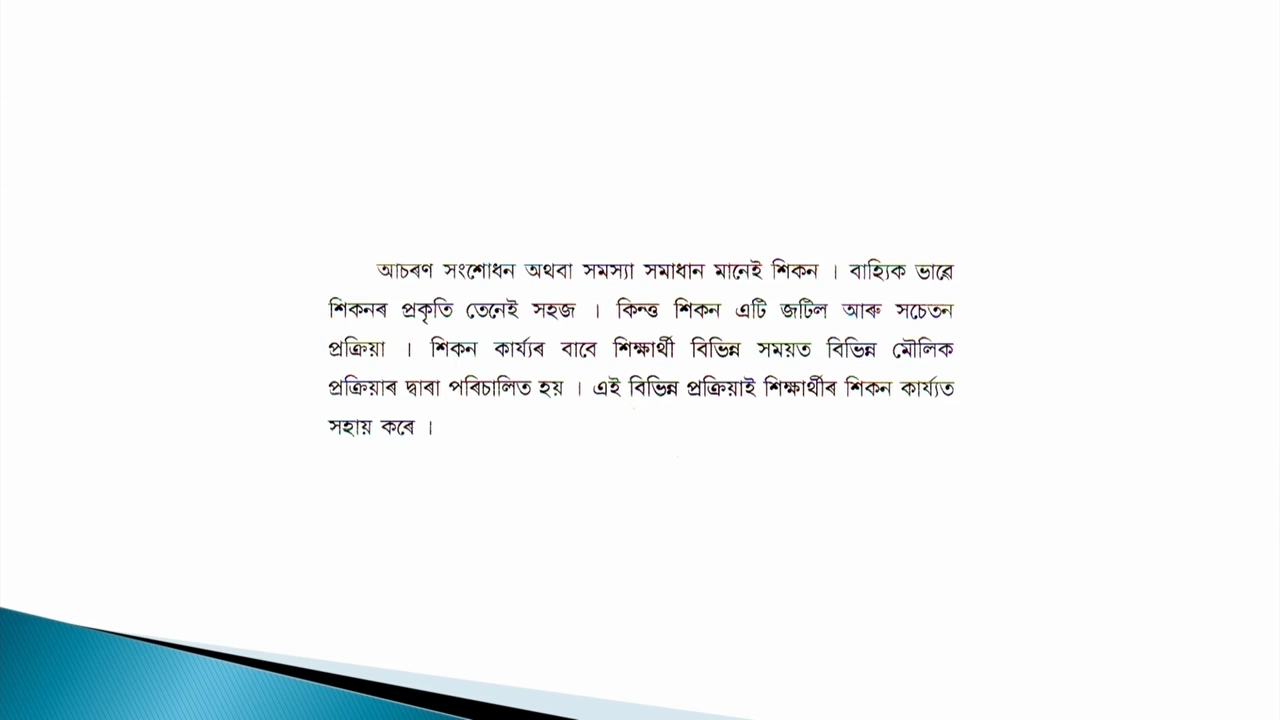 আচৰণ সংশোধন অথবা সমস্যা সমাধান মানেই শিকন । বাহ্যিক ভাৱে
শিকনৰ প্ৰকৃতি তেনেই সহজ । কিন্তু শিকন এটি জটিল আৰু সচেতন
প্ৰক্ৰিয়া । শিকন কাৰ্য্যৰ বাবে শিক্ষাৰ্থী বিভিন্ন সময়ত বিভিন্ন মৌলিক
প্ৰক্ৰিয়াৰ দ্বাৰা পৰিচালিত হয় । এই বিভিন্ন প্ৰক্ৰিয়াই শিক্ষাৰ্থীৰ শিকন কাৰ্য্যত
সহায় কৰে ।